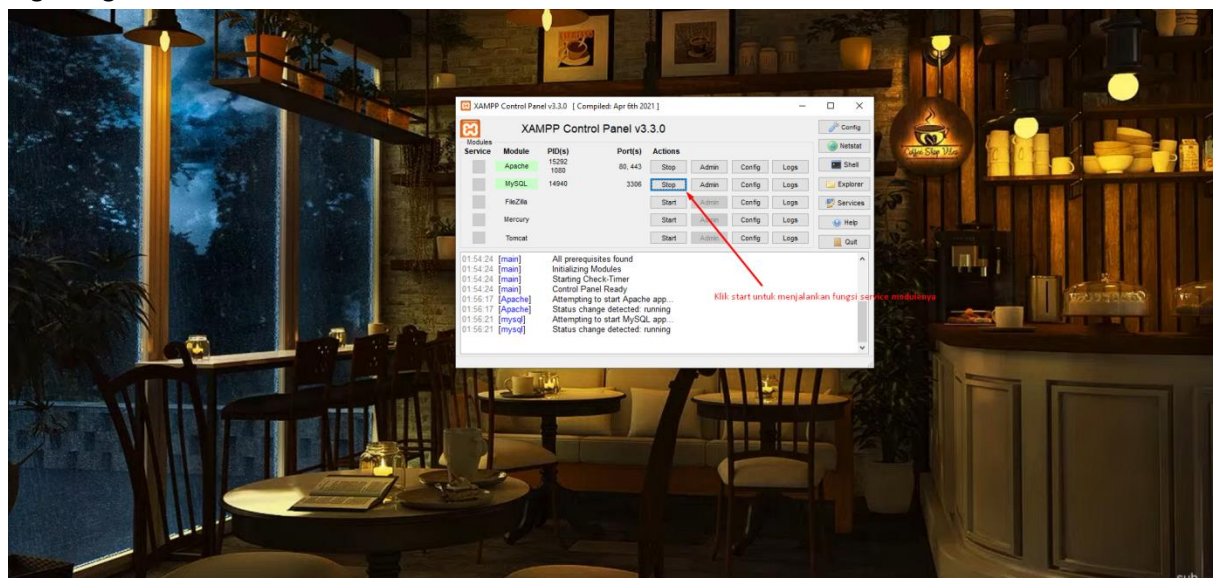 XAMPP Control Panel v3.3.0 [ Compiled: Apr 6th 2021 ]
XAMPP Control Panel v3.3.0
Config
Modules
Service Module PID(s) Port(s) Actions
Netstat
Apache 15292 1080 80, 443 Stop Admin Config Logs
Shell
MySQL 14940 3306 Stop Admin Config Logs
Explorer
FileZilla Start Admin Config Logs
Services
Mercury Start Admin Config Logs
Help
Tomcat Start Admin Config Logs
Quit
01:54:24 [main] All prerequisites found
01:54:24 [main] Initializing Modules
01:54:24 [main] Starting Check-Timer
01:54:24 [main] Control Panel Ready
01:56:17 [Apache] Attempting to start Apache app...
01:56:17 [Apache] Status change detected: running
01:56:21 [mysql] Attempting to start MySQL app...
01:56:21 [mysql] Status change detected: running
Klik start untuk menjalankan fungsi service modulenya
Coffee Shop Vibes